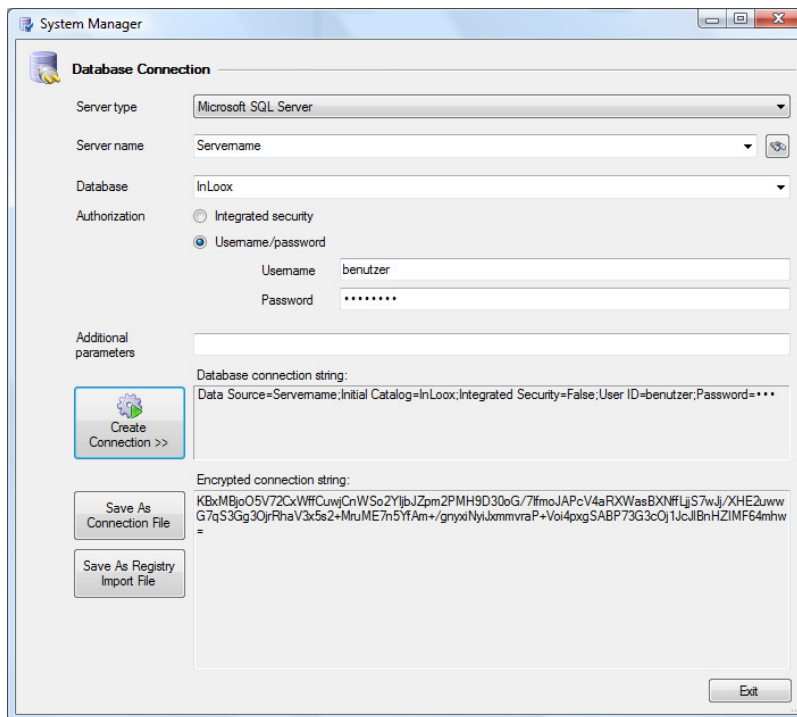 System Manager
Database Connection
Server type
Microsoft SQL Server
Server name
Servername
Database
InLoox
Authorization
Integrated security
Username/password
Username
benutzer
Password
••••••••
Additional
parameters
Database connection string:
Create
Connection >>
Data Source=Servername;Initial Catalog=InLoox;Integrated Security=False;User ID=benutzer;Password=•••
Encrypted connection string:
Save As
Connection File
KBxMBjoO5V72CxWffCuwjCnWSo2YljbJZpm2PMH9D30oG/7lfmoJAPcV4aRXWasBXNffLjjS7wJj/XHE2uww
G7qS3Gg3OjrRhaV3x5s2+MruME7n5YfAm+/gnyxiNyiJxmmvraP+Voi4pxgSABP73G3cOj1JcJlBnHZIMF64mhw
=
Save As Registry
Import File
Exit